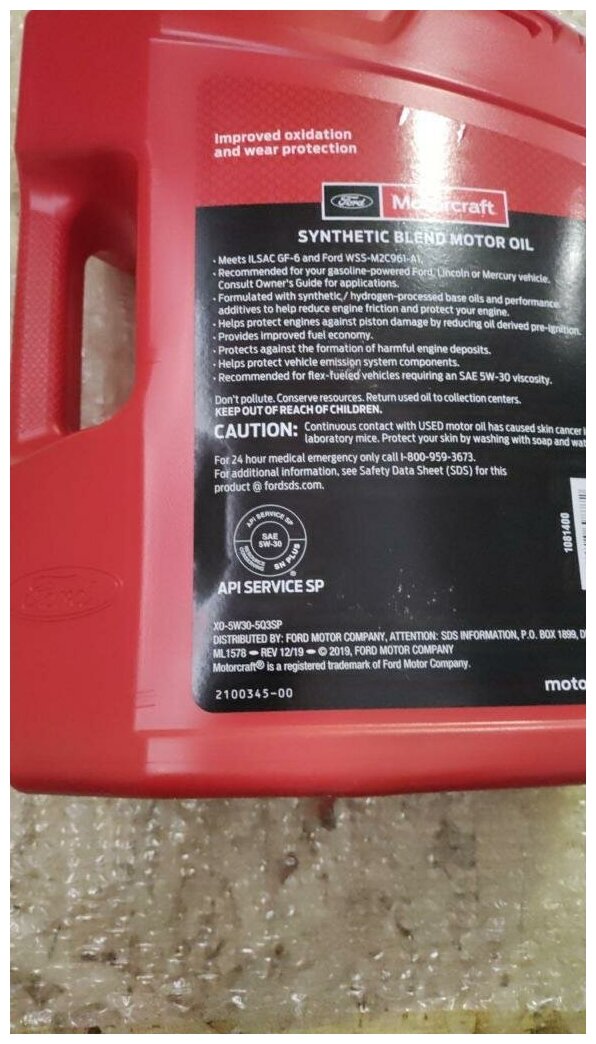 Improved oxidation
and wear protection
Ford Motorcraft
SYNTHETIC BLEND MOTOR OIL
• Meets ILSAC GF-6 and Ford WSS-M2C961-A1.
• Recommended for your gasoline-powered Ford, Lincoln or Mercury vehicle.
Consult Owner's Guide for applications.
• Formulated with synthetic / hydrogen-processed base oils and performance
additives to help reduce engine friction and protect your engine.
• Helps protect engines against piston damage by reducing oil derived pre-ignition.
• Provides improved fuel economy.
• Protects against the formation of harmful engine deposits.
• Helps protect vehicle emission system components.
• Recommended for flex-fueled vehicles requiring an SAE 5W-30 viscosity.
Don't pollute. Conserve resources. Return used oil to collection centers.
KEEP OUT OF REACH OF CHILDREN.
CAUTION: Continuous contact with USED motor oil has caused skin cancer i
laboratory mice. Protect your skin by washing with soap and wat
For 24 hour medical emergency only call 1-800-959-3673.
For additional information, see Safety Data Sheet (SDS) for this
product @ fordsds.com.
API SERVICE SP
SAE
5W-30
RESOURCE CONSERVING
SN PLUS
®
API SERVICE SP
1081400
Ford
XO-5W30-5Q3SP
DISTRIBUTED BY: FORD MOTOR COMPANY, ATTENTION: SDS INFORMATION, P.O. BOX 1899, D
ML1578 – REV 12/19 – © 2019, FORD MOTOR COMPANY
Motorcraft® is a registered trademark of Ford Motor Company.
2100345-00
moto